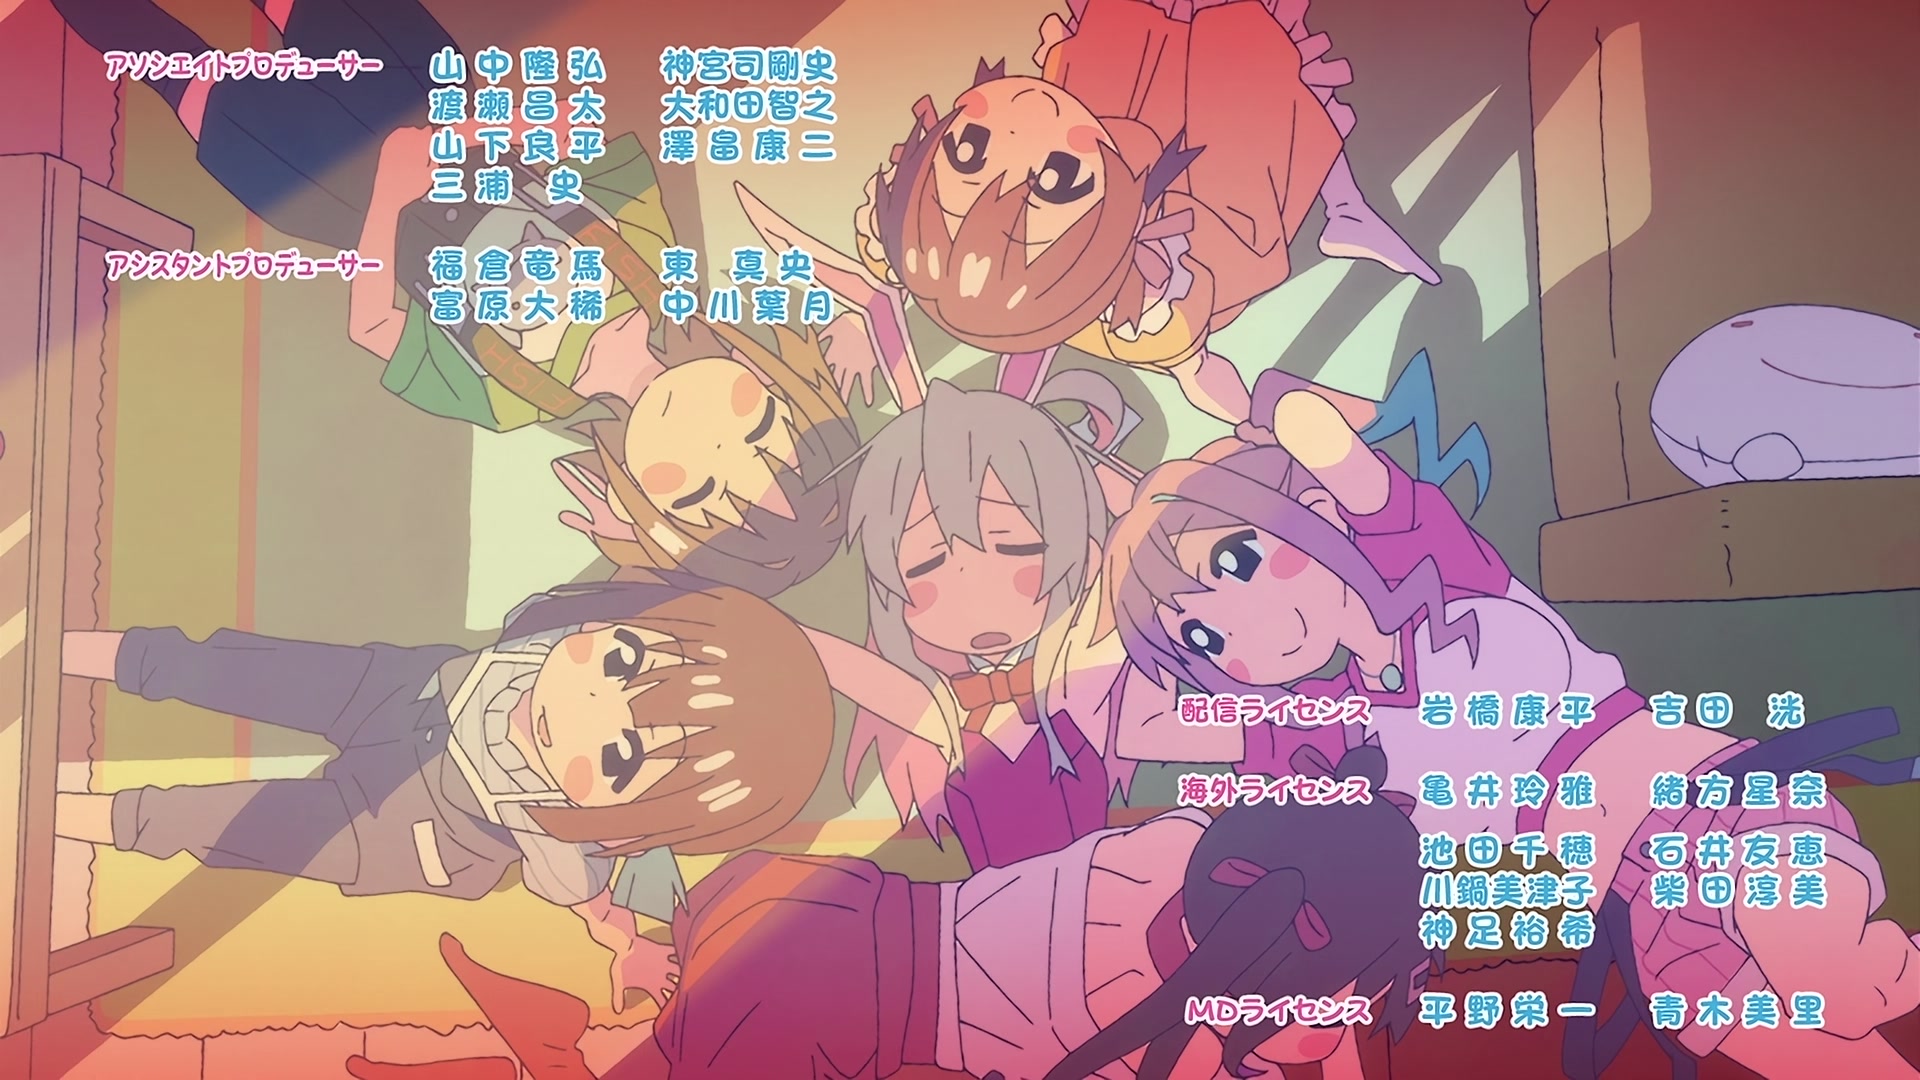 アソシエイトプロデューサー 山中隆弘 神宮司剛史
渡瀬昌太 大和田智之
山下良平 澤畠康二
三浦 史
アシスタントプロデューサー 福倉竜馬 東 真央
富原大稀 中川葉月
FISH
FISH
配信ライセンス 岩橋康平 吉田 洸
海外ライセンス 亀井玲雅 緒方星奈
池田千穂 石井友惠
川鍋美津子 柴田淳美
神足裕希
MDライセンス 平野栄一 青木美里